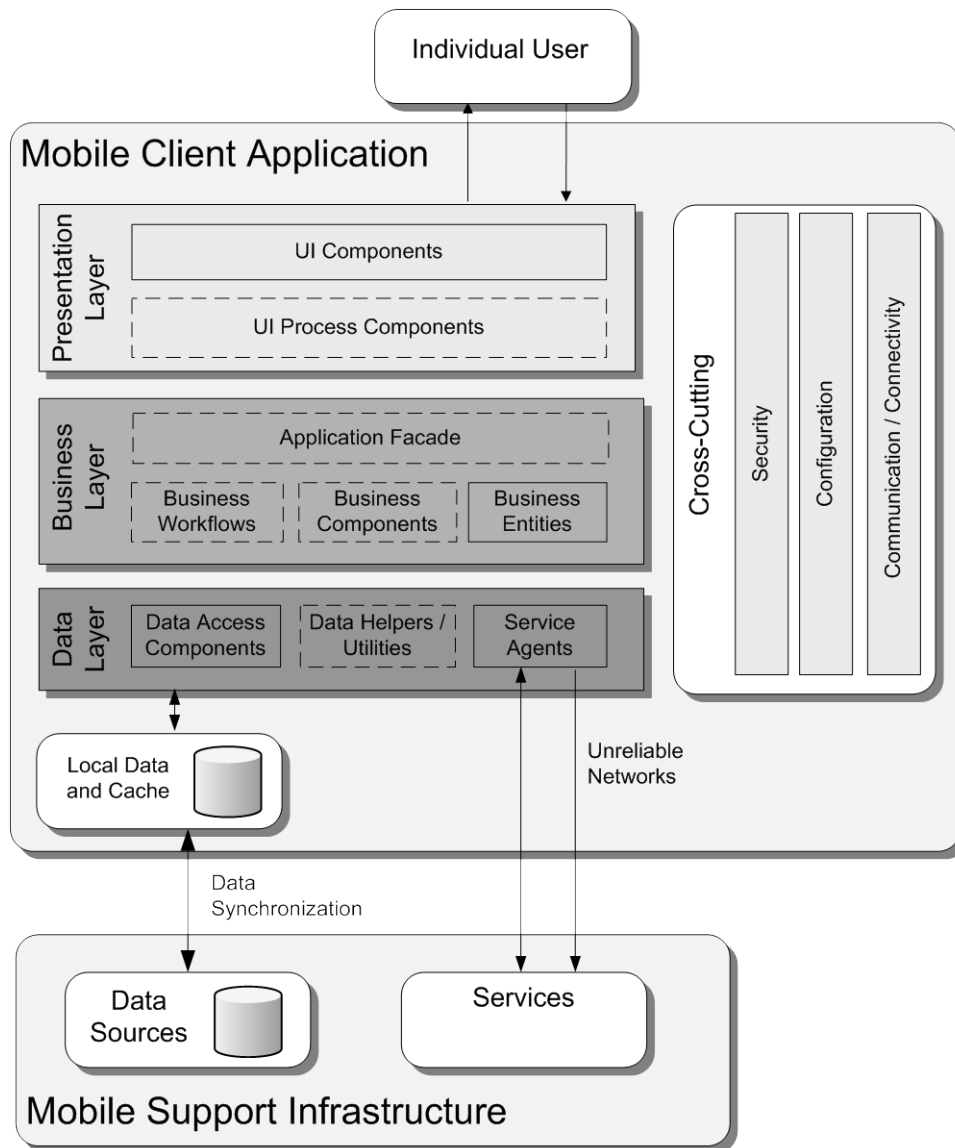 Individual User
Mobile Client Application
Presentation
Layer
UI Components
UI Process Components
Business
Layer
Application Facade
Business
Workflows
Business
Components
Business
Entities
Data
Layer
Data Access
Components
Data Helpers /
Utilities
Service
Agents
Cross-Cutting
Security
Configuration
Communication / Connectivity
Local Data
and Cache
Unreliable
Networks
Data
Synchronization
Data
Sources
Services
Mobile Support Infrastructure